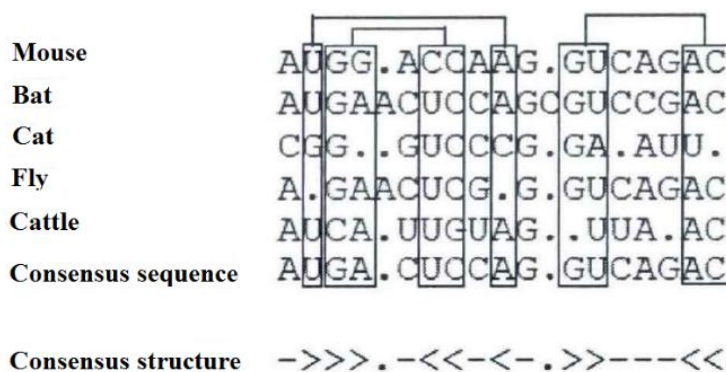 Mouse AUGG.ACCAAG.GUCAGAC
Bat AUGAACUCCAGCGUCCGAC
Cat CGG..GUCCCG.GA.AUU.
Fly A.GAACUCG.G.GUCAGAC
Cattle AUCA.UUGUAG..UUA.AC
Consensus sequence AUGA.CUCCAG.GUCAGAC
Consensus structure ->>>.-<<-<-.>>---<<